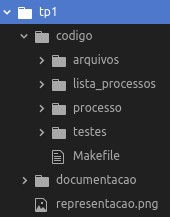 tp1
codigo
arquivos
lista_processos
processo
testes
Makefile
documentacao
representacao.png